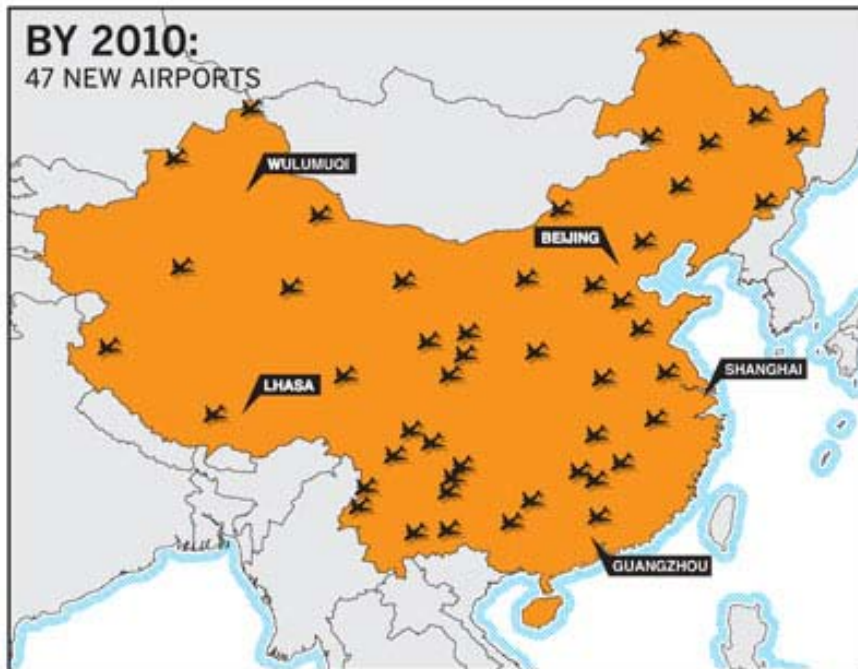 BY 2010:
47 NEW AIRPORTS
WULUMUQI
BEIJING
SHANGHAI
LHASA
GUANGZHOU